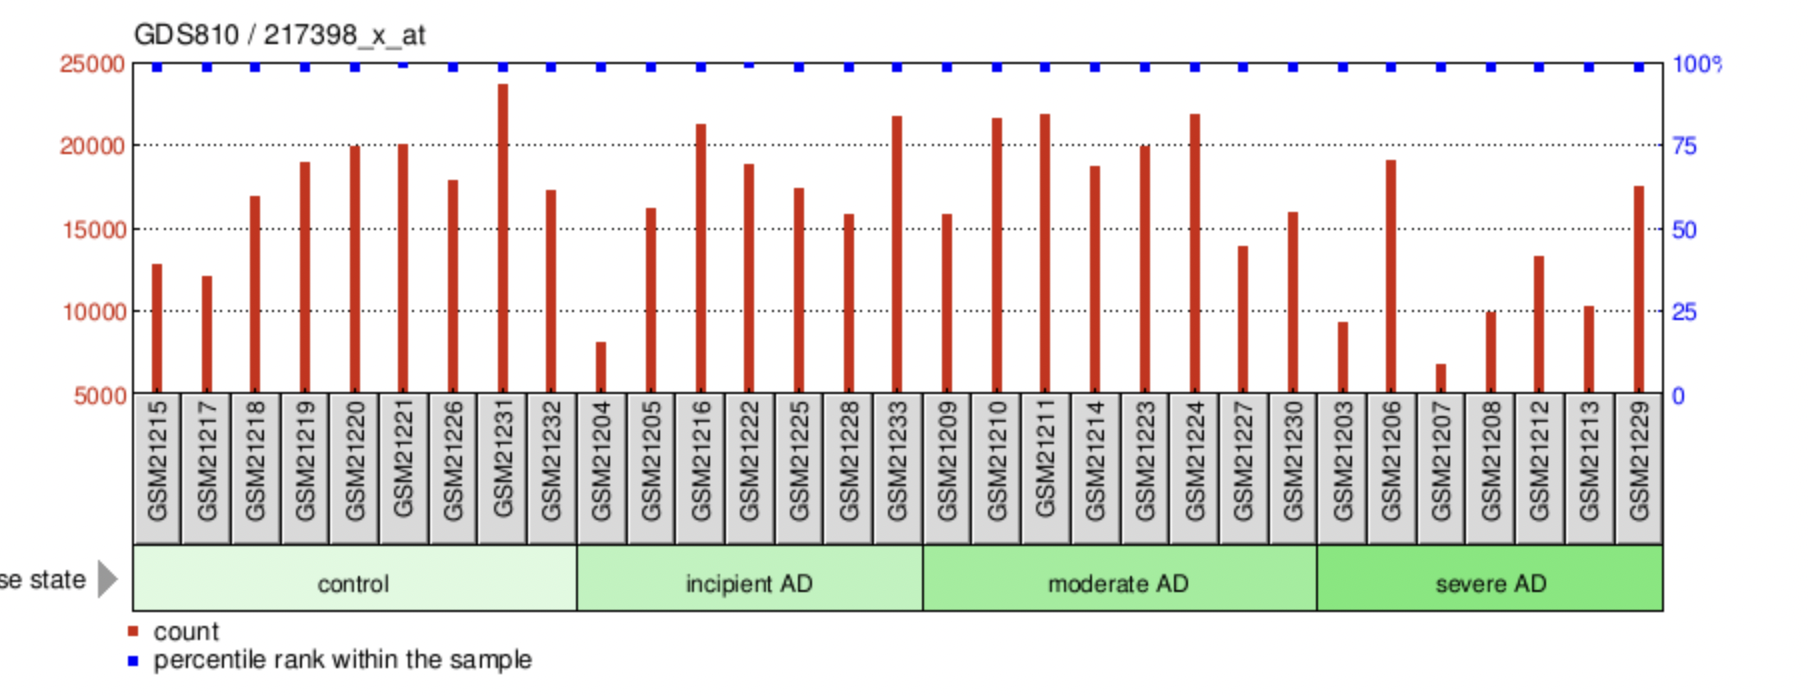 GDS810 / 217398_x_at
25000
20000
15000
10000
5000
100%
75
50
25
0
GSM21215
GSM21217
GSM21218
GSM21219
GSM21220
GSM21221
GSM21226
GSM21231
GSM21232
GSM21204
GSM21205
GSM21216
GSM21222
GSM21225
GSM21228
GSM21233
GSM21209
GSM21210
GSM21211
GSM21214
GSM21223
GSM21224
GSM21227
GSM21230
GSM21203
GSM21206
GSM21207
GSM21208
GSM21212
GSM21213
GSM21229
se state control incipient AD moderate AD severe AD
count
percentile rank within the sample